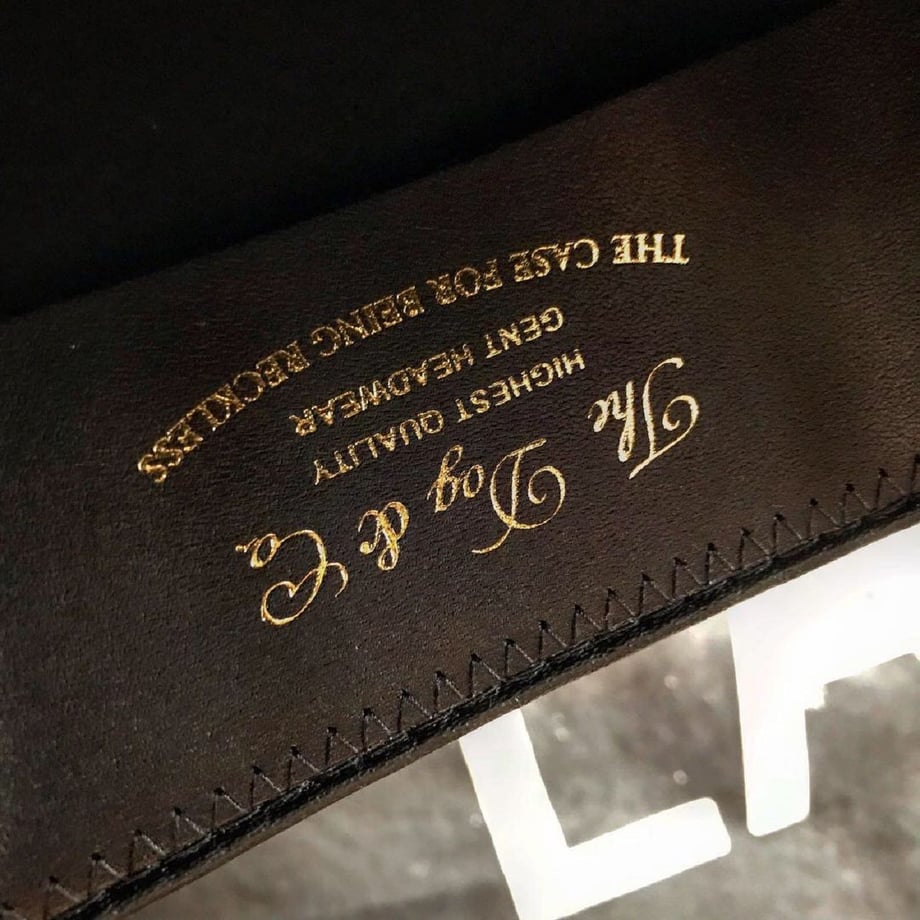 The Dog & Co.
HIGHEST QUALITY
GENT HEADWEAR
THE CASE FOR BEING RECKLESS